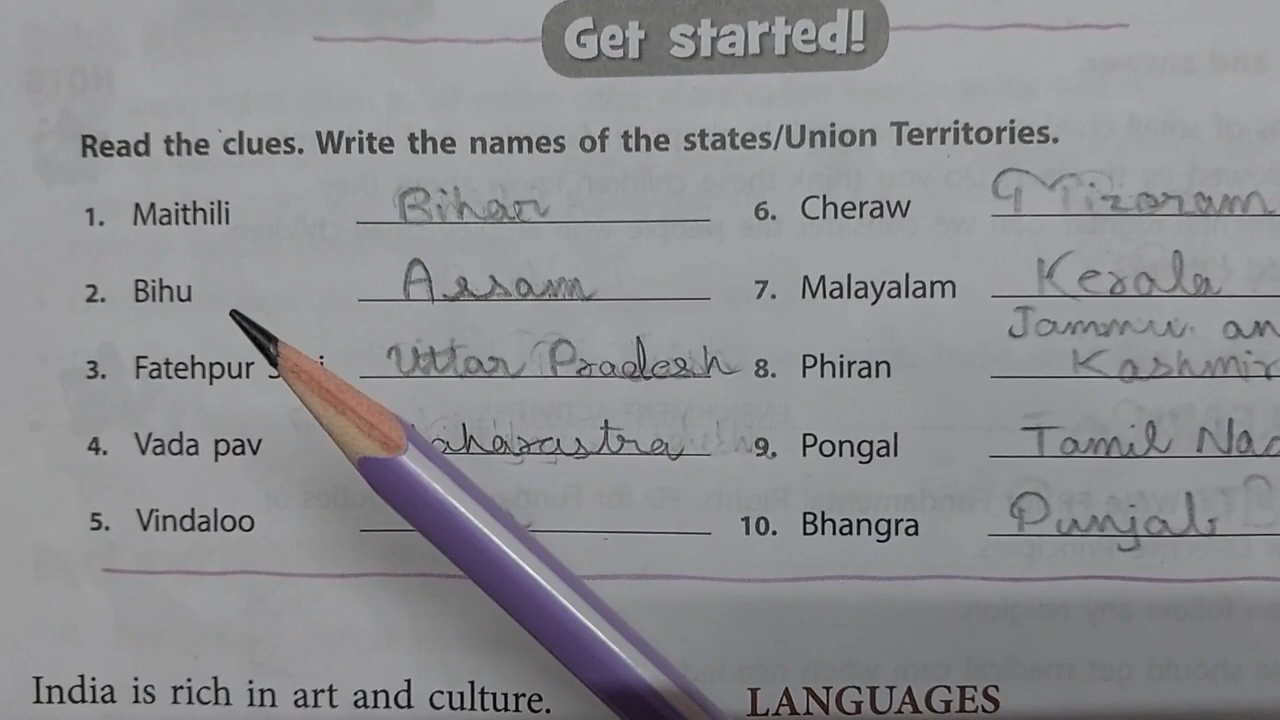 Get started!
Read the clues. Write the names of the states/Union Territories.
1. Maithili Bihar
2. Bihu Assam
3. Fatehpur Uttar Pradesh
4. Vada pav aharastra
5. Vindaloo
6. Cheraw Mizoram
7. Malayalam Kerala
8. Phiran Jammu an
Kashmir
9. Pongal Tamil Na
10. Bhangra Punjab
India is rich in art and culture.
LANGUAGES